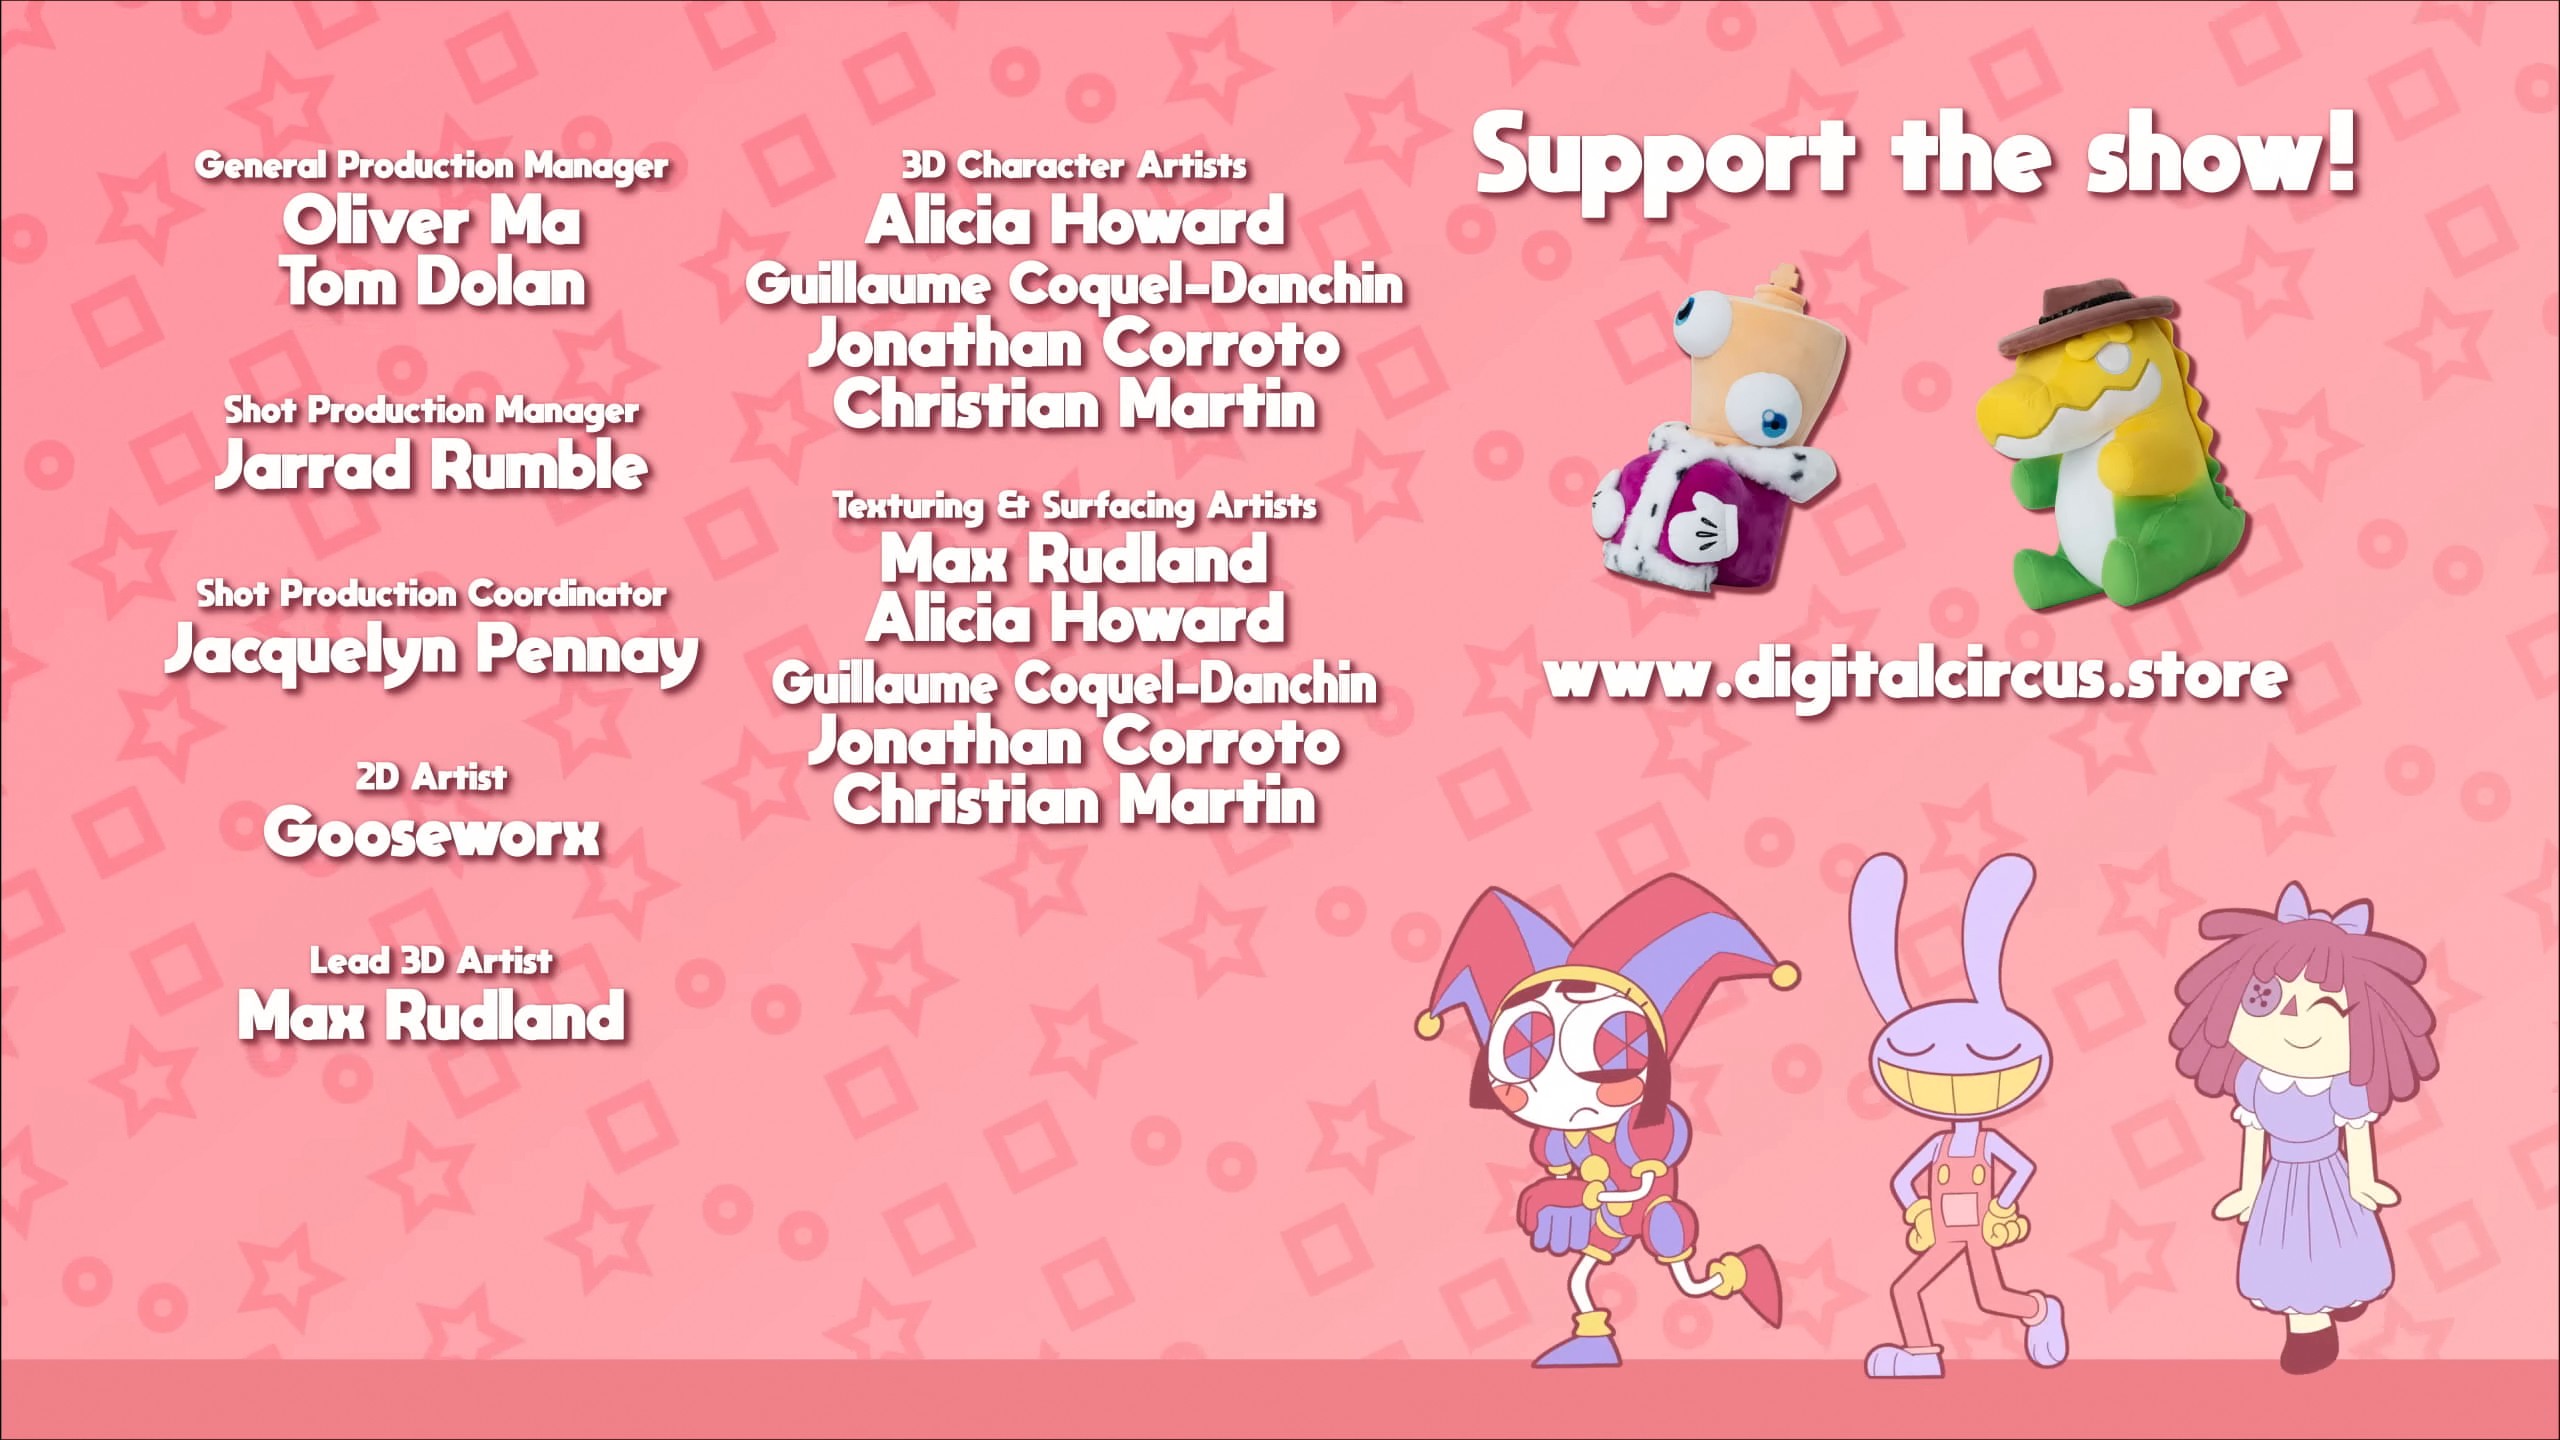 General Production Manager
Oliver Ma
Tom Dolan
Shot Production Manager
Jarrad Rumble
Shot Production Coordinator
Jacquelyn Pennay
2D Artist
Gooseworx
Lead 3D Artist
Max Rudland
3D Character Artists
Alicia Howard
Guillaume Coquel-Danchin
Jonathan Corroto
Christian Martin
Texturing & Surfacing Artists
Max Rudland
Alicia Howard
Guillaume Coquel-Danchin
Jonathan Corroto
Christian Martin
Support the show!
www.digitalcircus.store